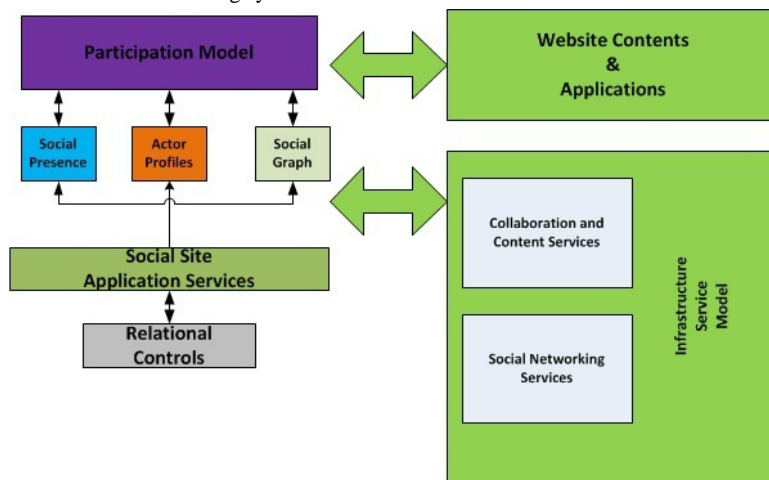 Participation Model
Website Contents
&
Applications
Social
Presence
Actor
Profiles
Social
Graph
Collaboration and
Content Services
Social Site
Application Services
Relational
Controls
Social Networking
Services
Infrastructure
Service
Model